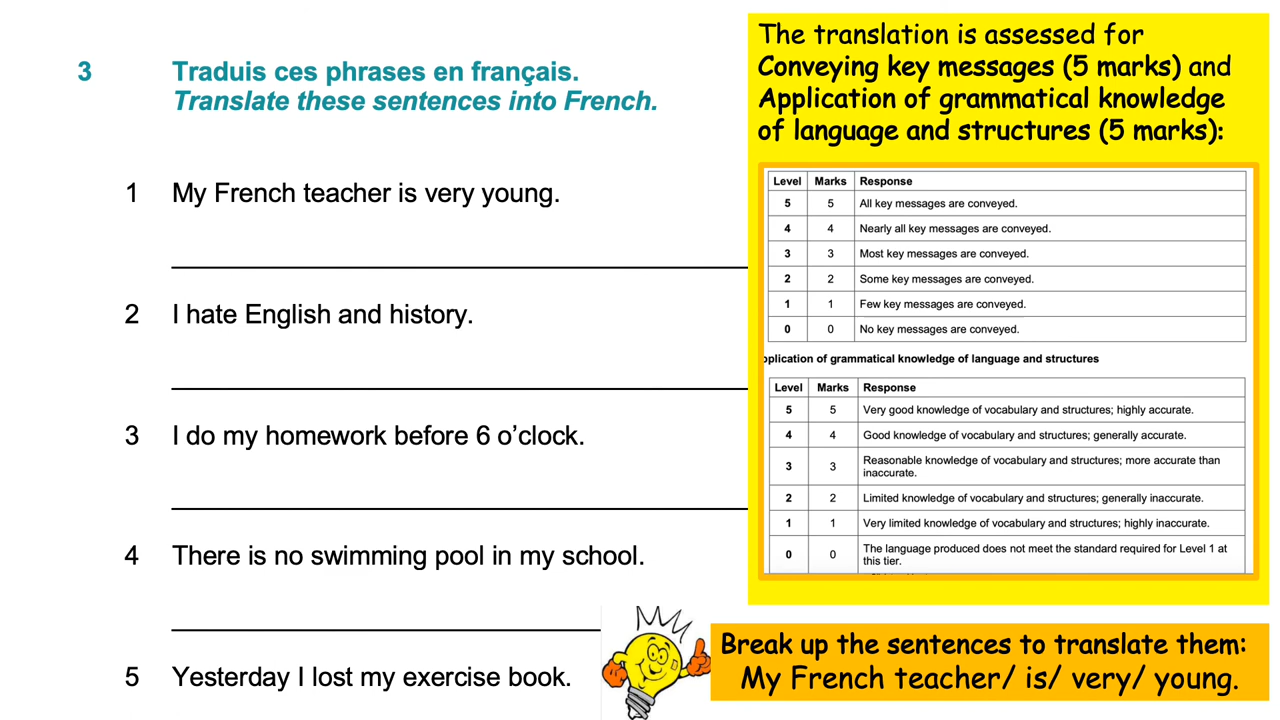 3 Traduis ces phrases en français.
Translate these sentences into French.
1 My French teacher is very young.
2 I hate English and history.
3 I do my homework before 6 o’clock.
4 There is no swimming pool in my school.
5 Yesterday I lost my exercise book.
The translation is assessed for
Conveying key messages (5 marks) and
Application of grammatical knowledge
of language and structures (5 marks):
Level Marks Response
5 5 All key messages are conveyed.
4 4 Nearly all key messages are conveyed.
3 3 Most key messages are conveyed.
2 2 Some key messages are conveyed.
1 1 Few key messages are conveyed.
0 0 No key messages are conveyed.
pplication of grammatical knowledge of language and structures
Level Marks Response
5 5 Very good knowledge of vocabulary and structures; highly accurate.
4 4 Good knowledge of vocabulary and structures; generally accurate.
3 3 Reasonable knowledge of vocabulary and structures; more accurate than
inaccurate.
2 2 Limited knowledge of vocabulary and structures; generally inaccurate.
1 1 Very limited knowledge of vocabulary and structures; highly inaccurate.
0 0 The language produced does not meet the standard required for Level 1 at
this tier.
Break up the sentences to translate them:
My French teacher/ is/ very/ young.